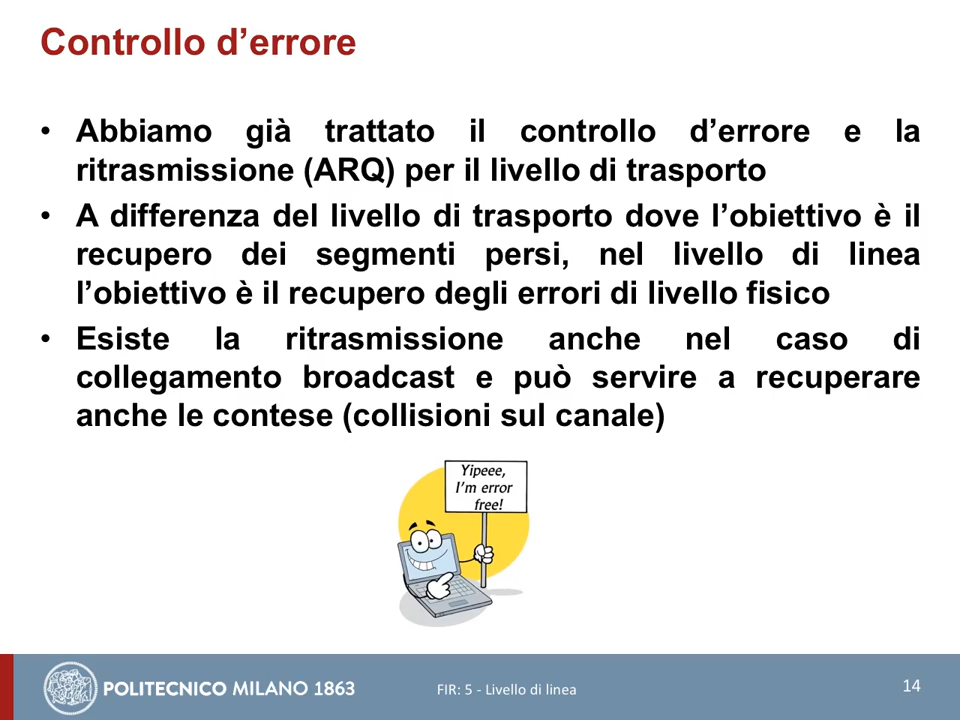 Controllo d’errore
• Abbiamo già trattato il controllo d’errore e la
ritrasmissione (ARQ) per il livello di trasporto
• A differenza del livello di trasporto dove l’obiettivo è il
recupero dei segmenti persi, nel livello di linea
l’obiettivo è il recupero degli errori di livello fisico
• Esiste la ritrasmissione anche nel caso di
collegamento broadcast e può servire a recuperare
anche le contese (collisioni sul canale)
Yipeee,
I’m error
free!
POLITECNICO MILANO 1863
FIR: 5 - Livello di linea
14